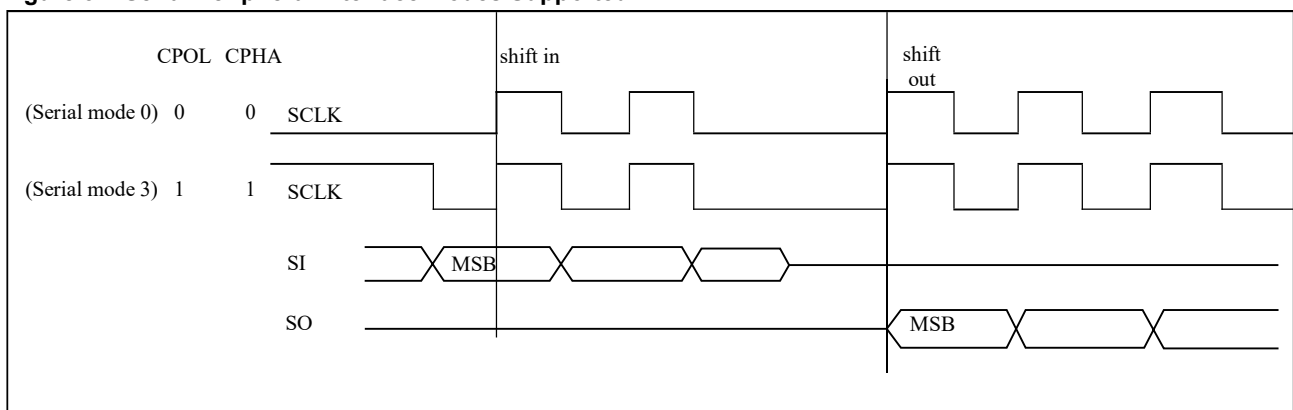 CPOL CPHA shift in shift
out
(Serial mode 0) 0 0 SCLK
(Serial mode 3) 1 1 SCLK
SI MSB
SO MSB